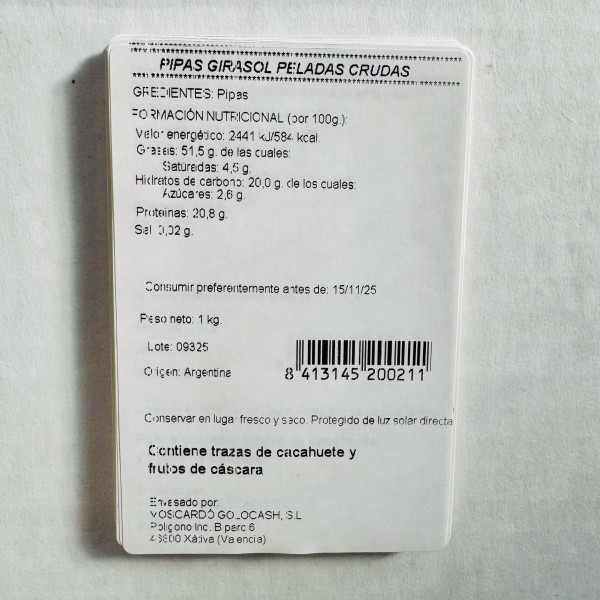 PIPAS GIRASOL PELADAS CRUDAS
GREDIENTES: Pipas
FORMACIÓN NUTRICIONAL (por 100g.):
Valor energético: 2441 kJ/584 kcal.
Grasas: 51,5 g. de las cuales:
Saturadas: 4,5 g.
Hidratos de carbono: 20,0 g. de los cuales:
Azúcares: 2,6 g.
Proteinas: 20,8 g.
Sal 0,02 g.
Consumir preferentemente antes de: 15/11/25
Peso neto: 1 kg.
Lote: 09325
Origen: Argentina
8 413145 200211
Conservar en lugar fresco y seco. Protegido de luz solar directa
Contiene trazas de cacahuete y
frutos de cáscara
Envasado por:
MOSCARDÓ GOLOCASH, S.L
Poligono Inc. B parc 6
46800 Xàtiva (Valencia)